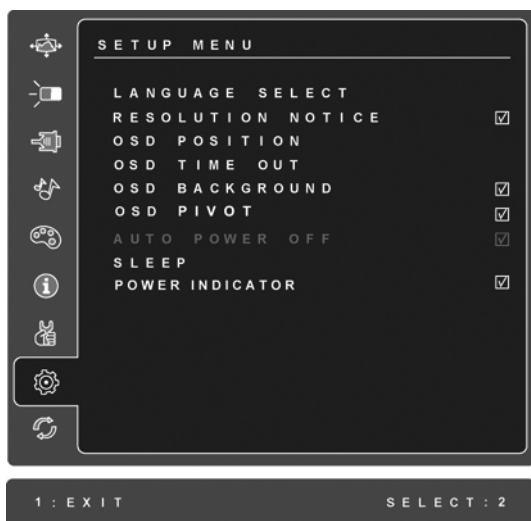 SETUP MENU
LANGUAGE SELECT
RESOLUTION NOTICE
OSD POSITION
OSD TIME OUT
OSD BACKGROUND
OSD PIVOT
AUTO POWER OFF
SLEEP
POWER INDICATOR
1:EXIT SELECT:2